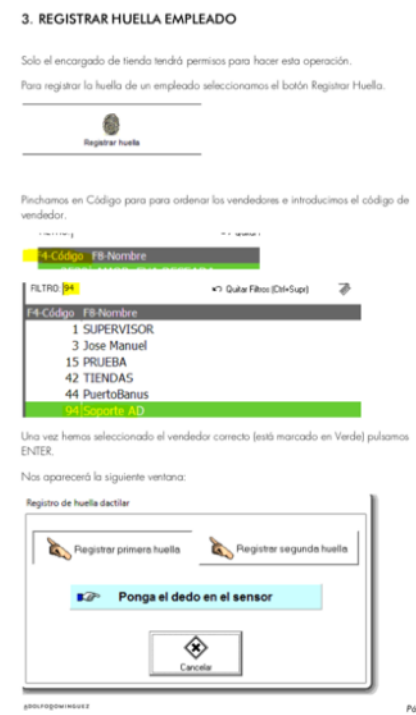 3. REGISTRAR HUELLA EMPLEADO
Solo el encargado de tienda tendrá permisos para hacer esta operación.
Para registrar la huella de un empleado seleccionamos el botón Registrar Huella.
Registrar huella
Pinchamos en Código para para ordenar los vendedores e introducimos el código de
vendedor.
F4-Código F8-Nombre
FILTRO: 94 Quitar Filtros (Ctrl+Supr)
F4-Código F8-Nombre
1 SUPERVISOR
3 Jose Manuel
15 PRUEBA
42 TIENDAS
44 PuertoBanus
94 Soporte AD
Una vez hemos seleccionado el vendedor correcto (está marcado en Verde) pulsamos
ENTER.
Nos aparecerá la siguiente ventana:
Registro de huella dactilar
Registrar primera huella Registrar segunda huella
Ponga el dedo en el sensor
Cancelar
ADOLFODOMINGUEZ
Pá